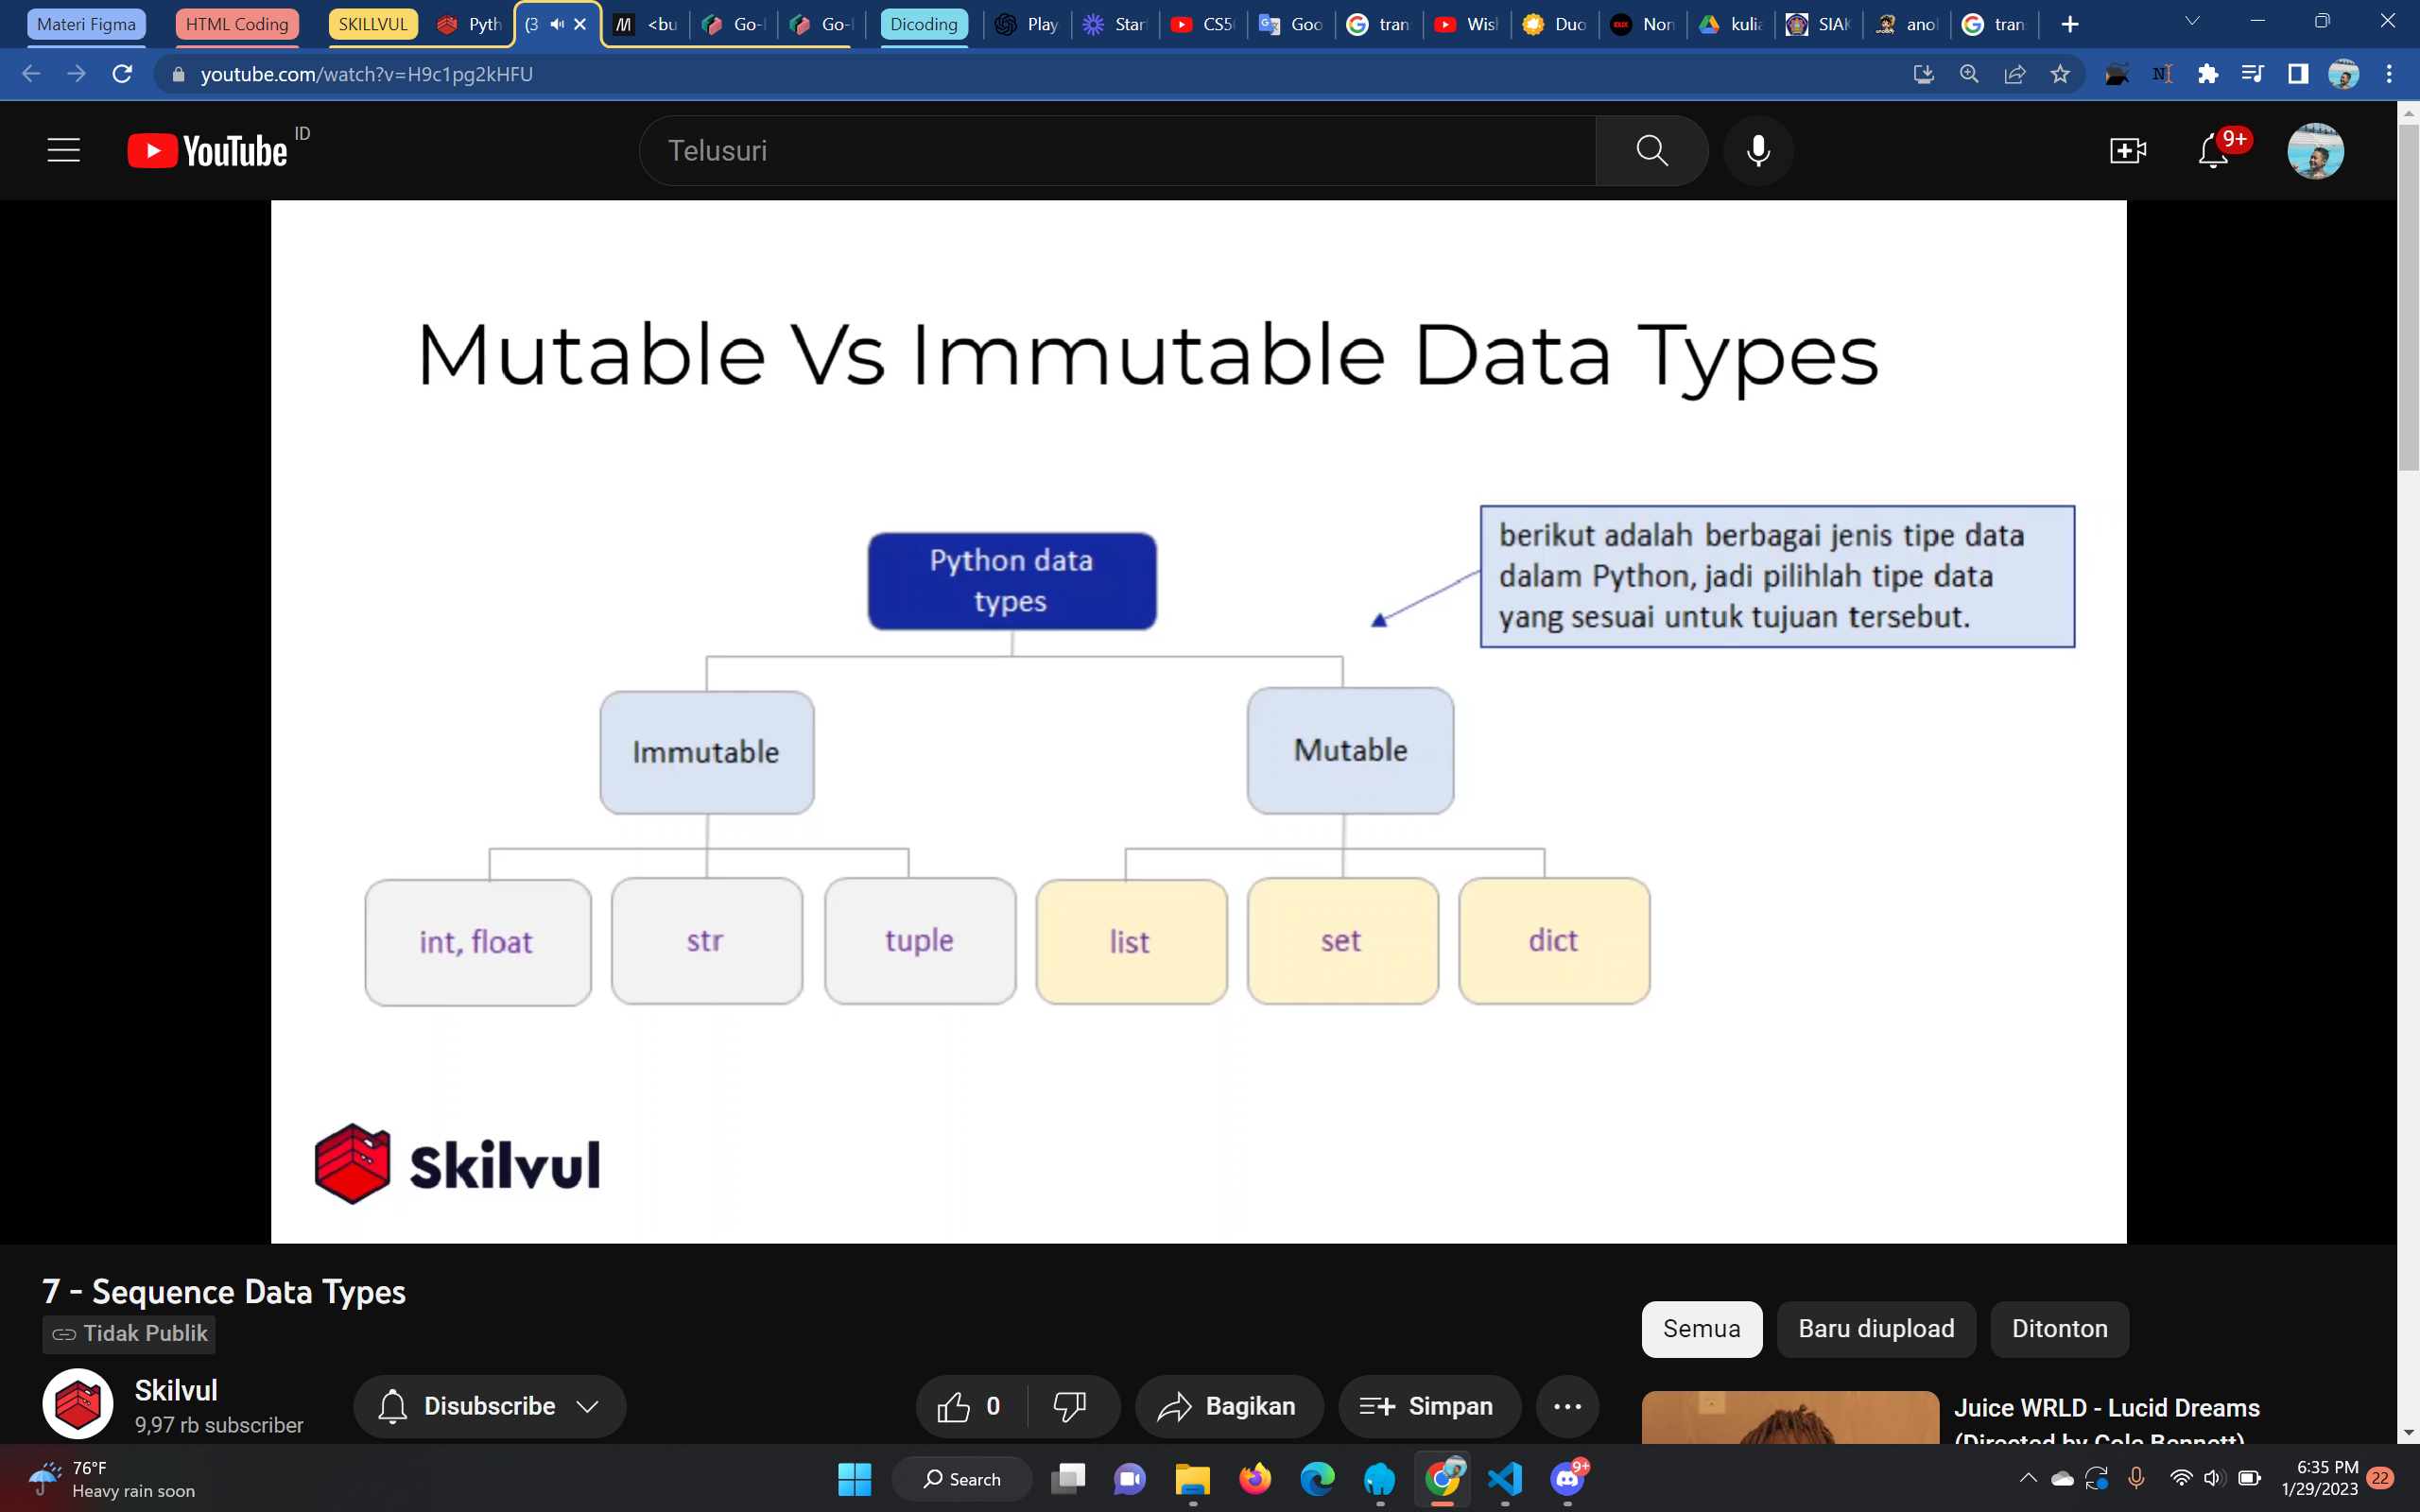 Materi Figma
HTML Coding
SKILLVUL
Pyth
(3
<bu
Go-
Go-
Dicoding
Play
Star
CS5
Goo
tran
Wis
Duo
Non
kulia
SIAK
ano
tran
youtube.com/watch?v=H9c1pg2kHFU
YouTube ID
Telusuri
9+
Mutable Vs Immutable Data Types
Python data
types
berikut adalah berbagai jenis tipe data
dalam Python, jadi pilihlah tipe data
yang sesuai untuk tujuan tersebut.
Immutable
Mutable
int, float
str
tuple
list
set
dict
Skilvul
7 - Sequence Data Types
Tidak Publik
Skilvul
9,97 rb subscriber
Disubscribe
0
Bagikan
Simpan
Semua
Baru diupload
Ditonton
Juice WRLD - Lucid Dreams
(Directed by Cole Bennett)
76°F
Heavy rain soon
Search
9+
6:35 PM
1/29/2023
22